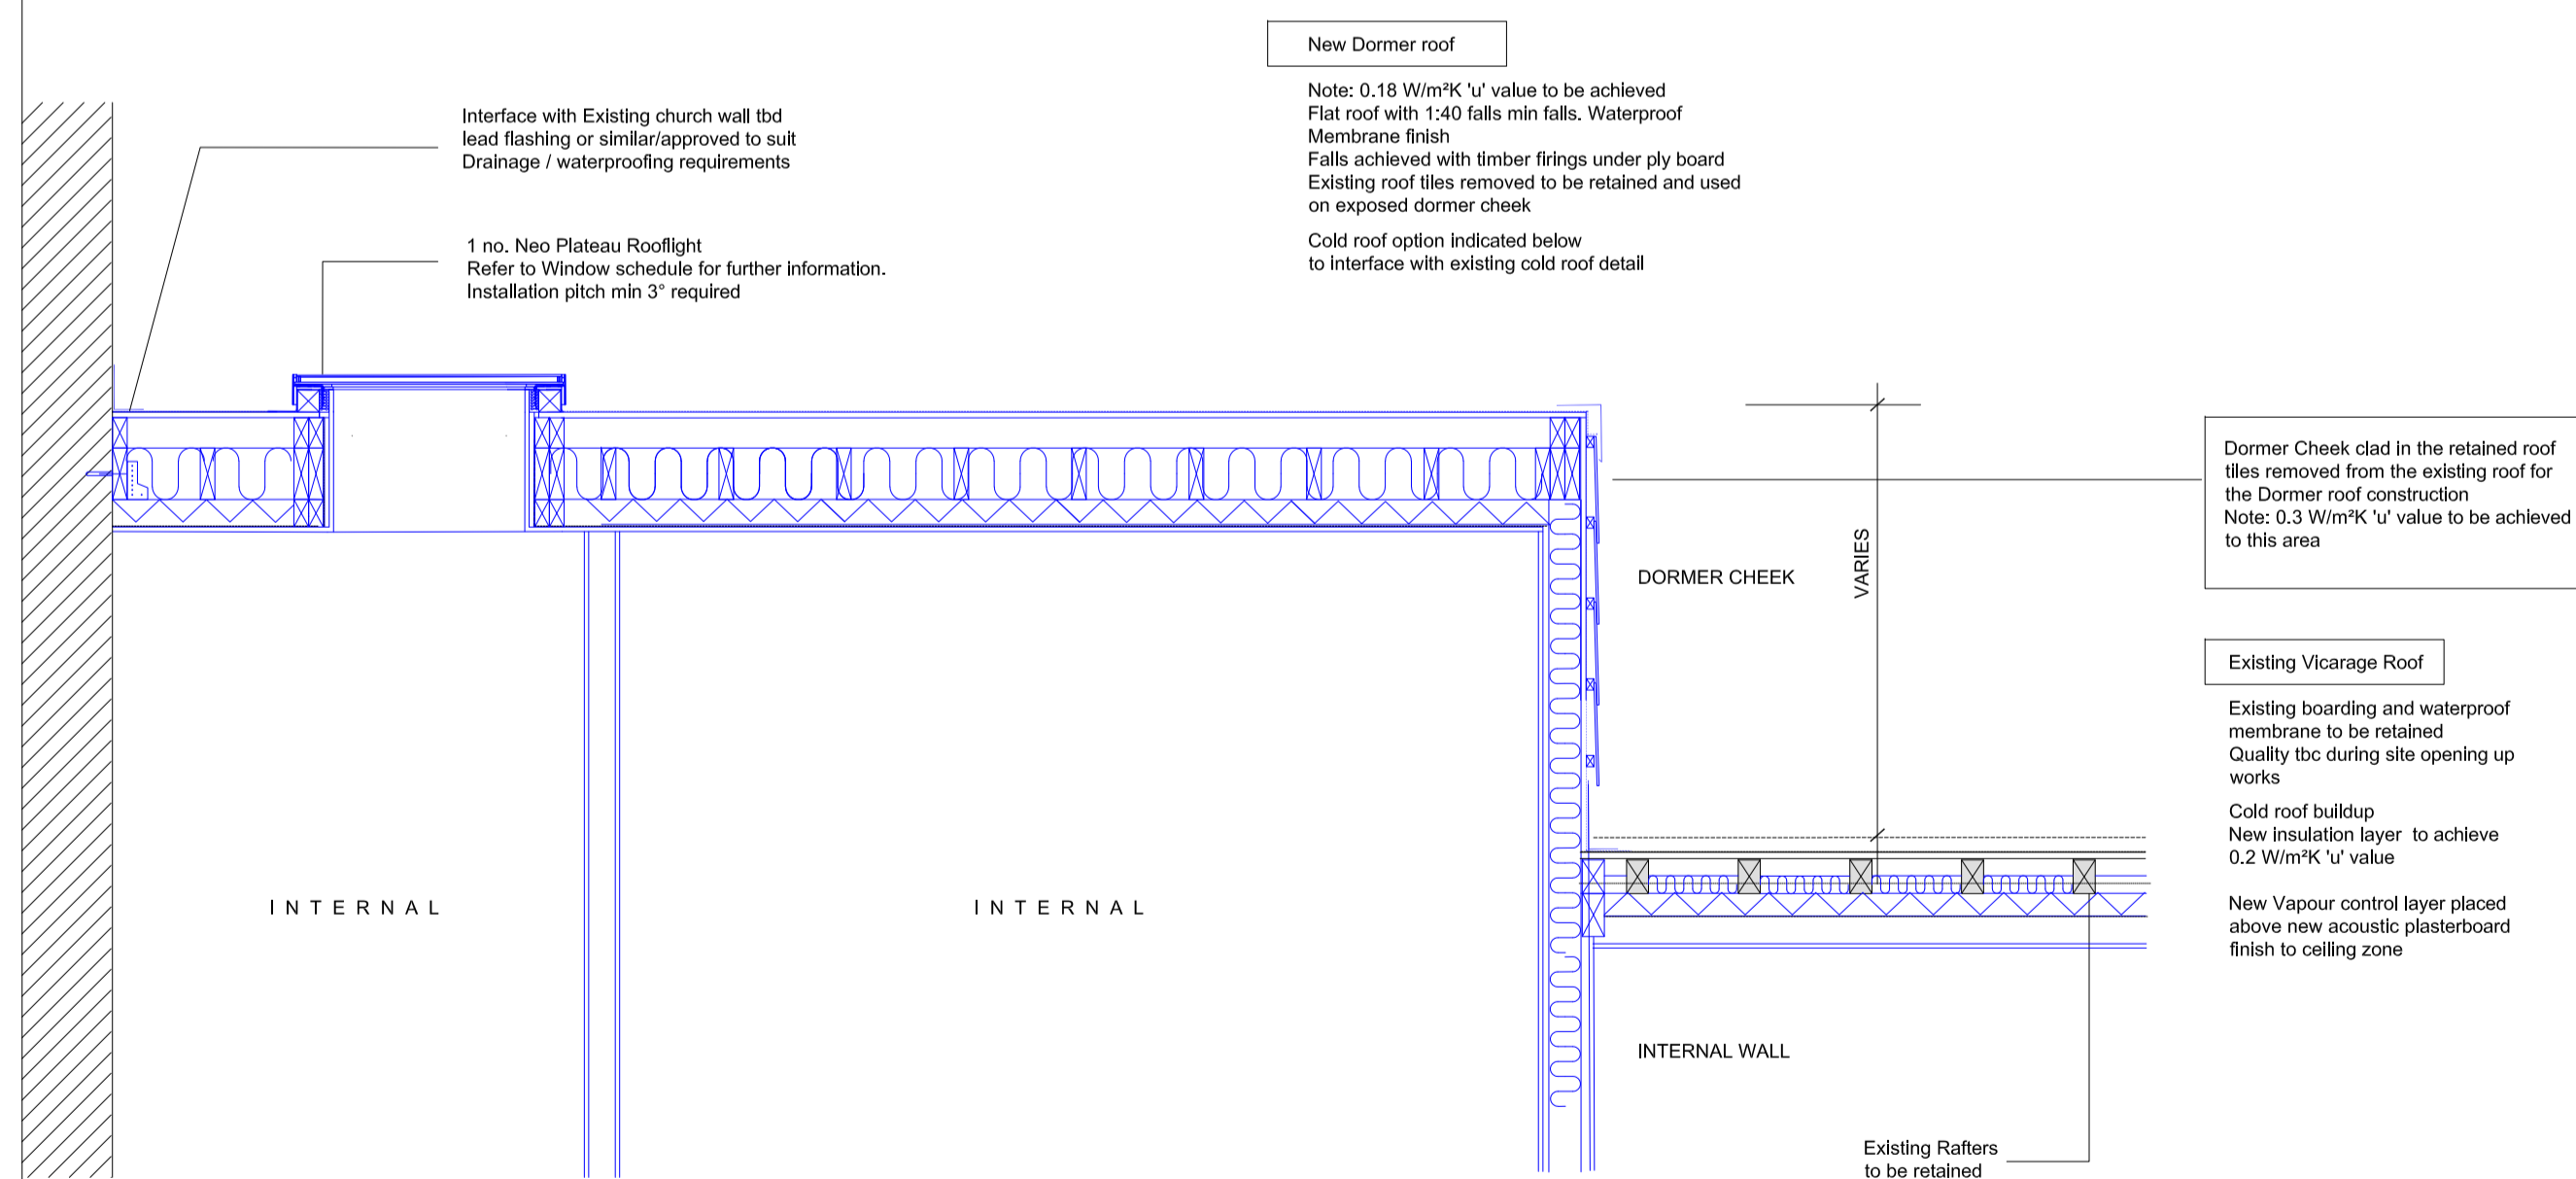 New Dormer roof
Note: 0.18 W/m²K 'u' value to be achieved
Flat roof with 1:40 falls min falls. Waterproof
Membrane finish
Falls achieved with timber firings under ply board
Existing roof tiles removed to be retained and used
on exposed dormer cheek
Cold roof option indicated below
to interface with existing cold roof detail
Interface with Existing church wall tbd
lead flashing or similar/approved to suit
Drainage / waterproofing requirements
1 no. Neo Plateau Rooflight
Refer to Window schedule for further information.
Installation pitch min 3° required
Dormer Cheek clad in the retained roof
tiles removed from the existing roof for
the Dormer roof construction
Note: 0.3 W/m²K 'u' value to be achieved
to this area
DORMER CHEEK
VARIES
Existing Vicarage Roof
Existing boarding and waterproof
membrane to be retained
Quality tbc during site opening up
works
Cold roof buildup
New insulation layer to achieve
0.2 W/m²K 'u' value
New Vapour control layer placed
above new acoustic plasterboard
finish to ceiling zone
INTERNAL
INTERNAL
INTERNAL WALL
Existing Rafters
to be retained